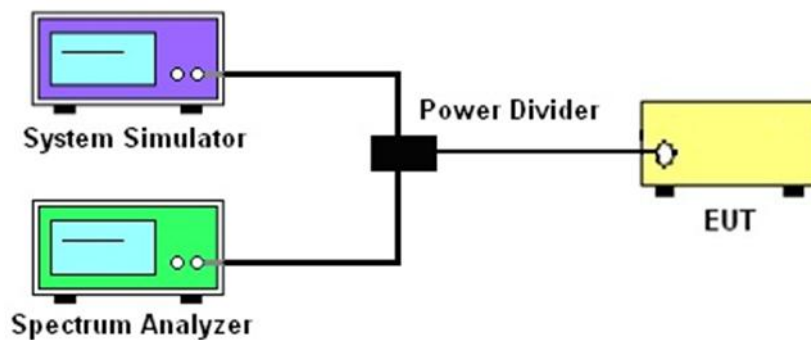 System Simulator
Power Divider
EUT
Spectrum Analyzer